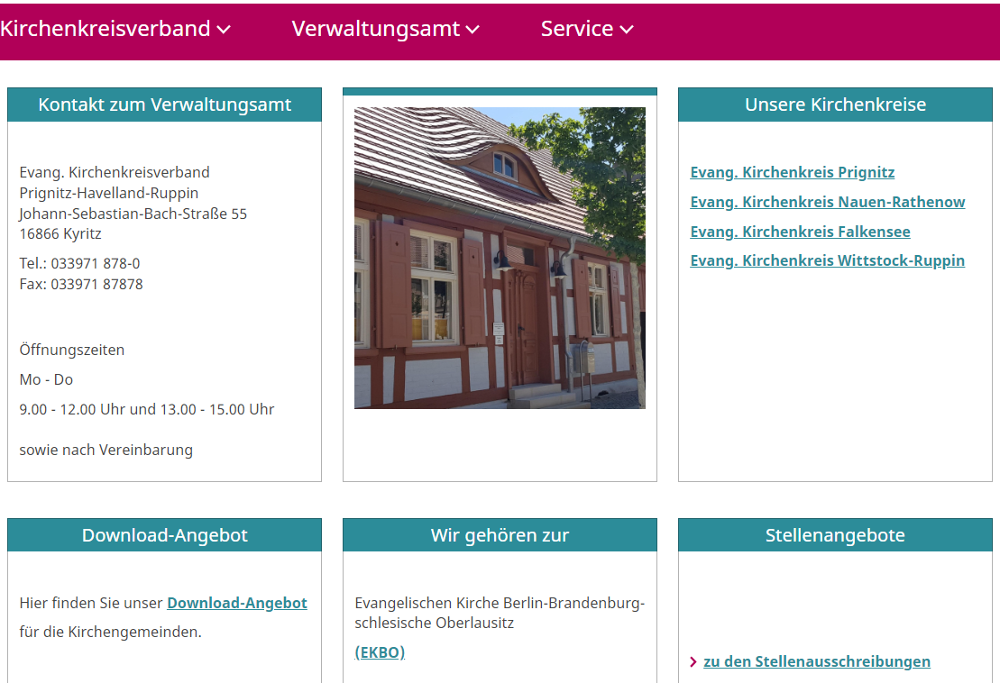 Kirchenkreisverband
Verwaltungsamt
Service
Kontakt zum Verwaltungsamt
Evang. Kirchenkreisverband
Prignitz-Havelland-Ruppin
Johann-Sebastian-Bach-Straße 55
16866 Kyritz
Tel.: 033971 878-0
Fax: 033971 87878
Öffnungszeiten
Mo - Do
9.00 - 12.00 Uhr und 13.00 - 15.00 Uhr
sowie nach Vereinbarung
Unsere Kirchenkreise
Evang. Kirchenkreis Prignitz
Evang. Kirchenkreis Nauen-Rathenow
Evang. Kirchenkreis Falkensee
Evang. Kirchenkreis Wittstock-Ruppin
Download-Angebot
Hier finden Sie unser Download-Angebot
für die Kirchengemeinden.
Wir gehören zur
Evangelischen Kirche Berlin-Brandenburg-
schlesische Oberlausitz
(EKBO)
Stellenangebote
zu den Stellenausschreibungen